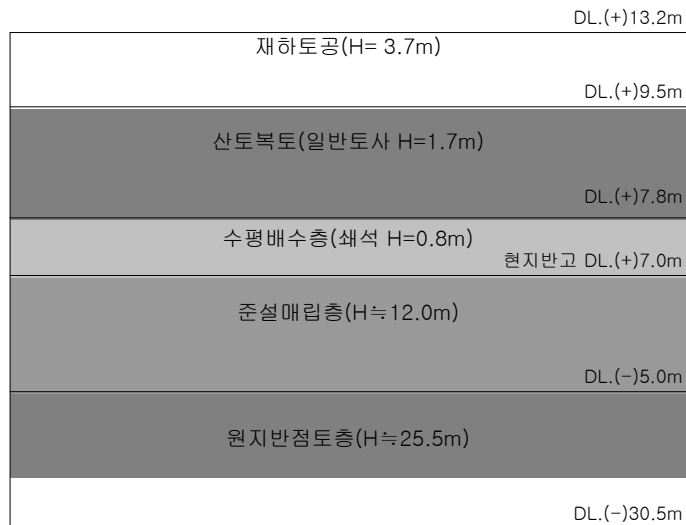 DL.(+)13.2m
재하토공(H= 3.7m)
DL.(+)9.5m
산토복토(일반토사 H=1.7m)
DL.(+)7.8m
수평배수층(쇄석 H=0.8m)
현지반고 DL.(+)7.0m
준설매립층(H≒12.0m)
DL.(-)5.0m
원지반점토층(H≒25.5m)
DL.(-)30.5m